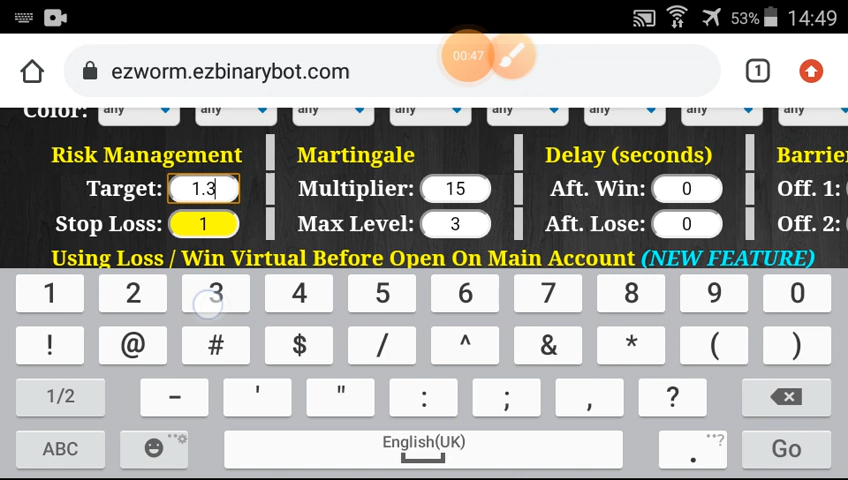 53% 14:49
00:47
ezworm.ezbinarybot.com 1
Color: any any any any any any any any
Risk Management Martingale Delay (seconds) Barrie
Target: 1.3 Multiplier: 15 Aft. Win: 0 Off. 1:
Stop Loss: 1 Max Level: 3 Aft. Lose: 0 Off. 2:
Using Loss / Win Virtual Before Open On Main Account (NEW FEATURE)
1 2 3 4 5 6 7 8 9 0
! @ # $ / ^ & * ( )
1/2 - ' " : ; , ?
ABC English(UK) . ? Go